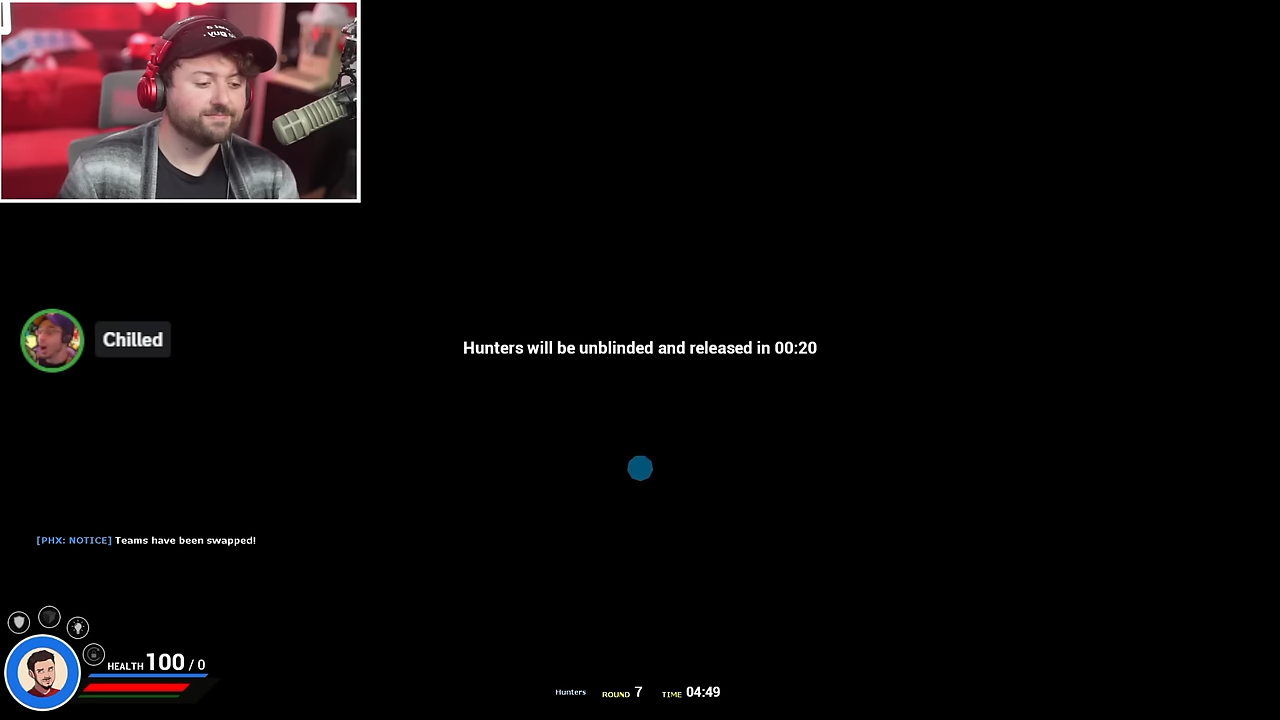 Chilled
Hunters will be unblinded and released in 00:20
[PHX: NOTICE] Teams have been swapped!
HEALTH 100 / 0
Hunters ROUND 7 TIME 04:49